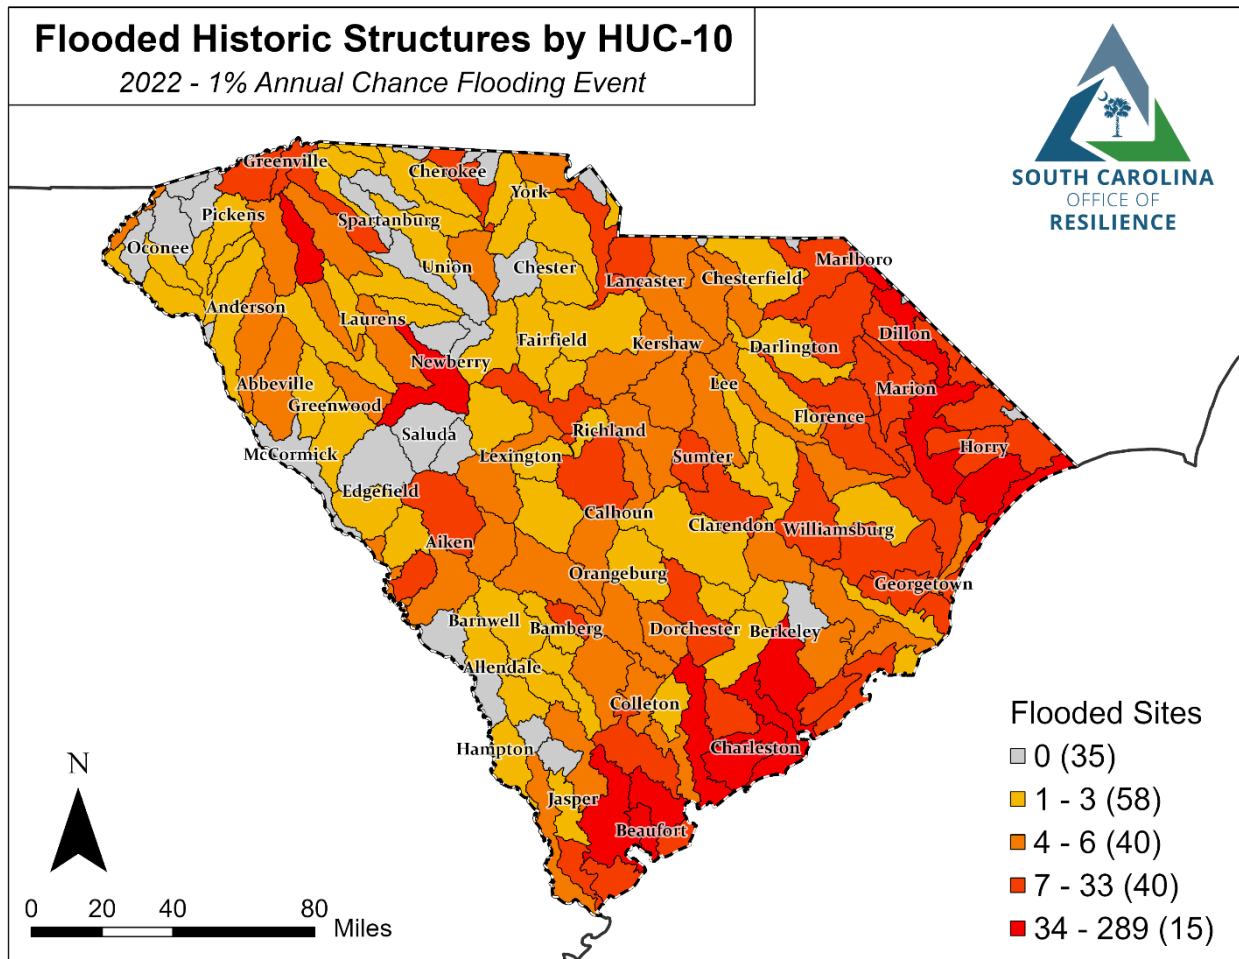 Flooded Historic Structures by HUC-10
2022 - 1% Annual Chance Flooding Event
SOUTH CAROLINA
OFFICE OF
RESILIENCE
Greenville
Cherokee
York
Pickens
Spartanburg
Oconee
Union
Chester
Lancaster
Chesterfield
Marlboro
Anderson
Laurens
Fairfield
Kershaw
Darlington
Dillon
Newberry
Abbeville
Greenwood
Lee
Marion
Florence
Saluda
Richland
McCormick
Lexington
Sumter
Horry
Edgefield
Calhoun
Clarendon
Williamsburg
Aiken
Orangeburg
Georgetown
Barnwell
Bamberg
Dorchester
Berkeley
Allendale
Colleton
Hampton
Charleston
Jasper
Beaufort
N
0 20 40 80
Miles
Flooded Sites
0 (35)
1 - 3 (58)
4 - 6 (40)
7 - 33 (40)
34 - 289 (15)